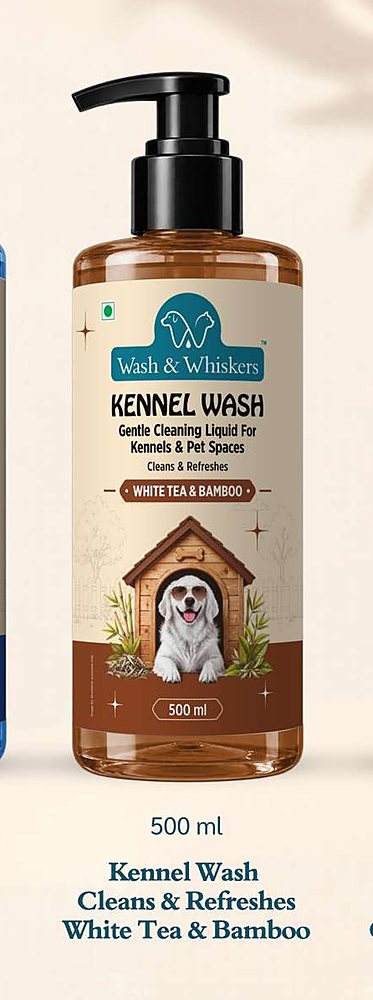 Wash & Whiskers
TM
KENNEL WASH
Gentle Cleaning Liquid For
Kennels & Pet Spaces
Cleans & Refreshes
WHITE TEA & BAMBOO
500 ml
500 ml
Kennel Wash
Cleans & Refreshes
White Tea & Bamboo